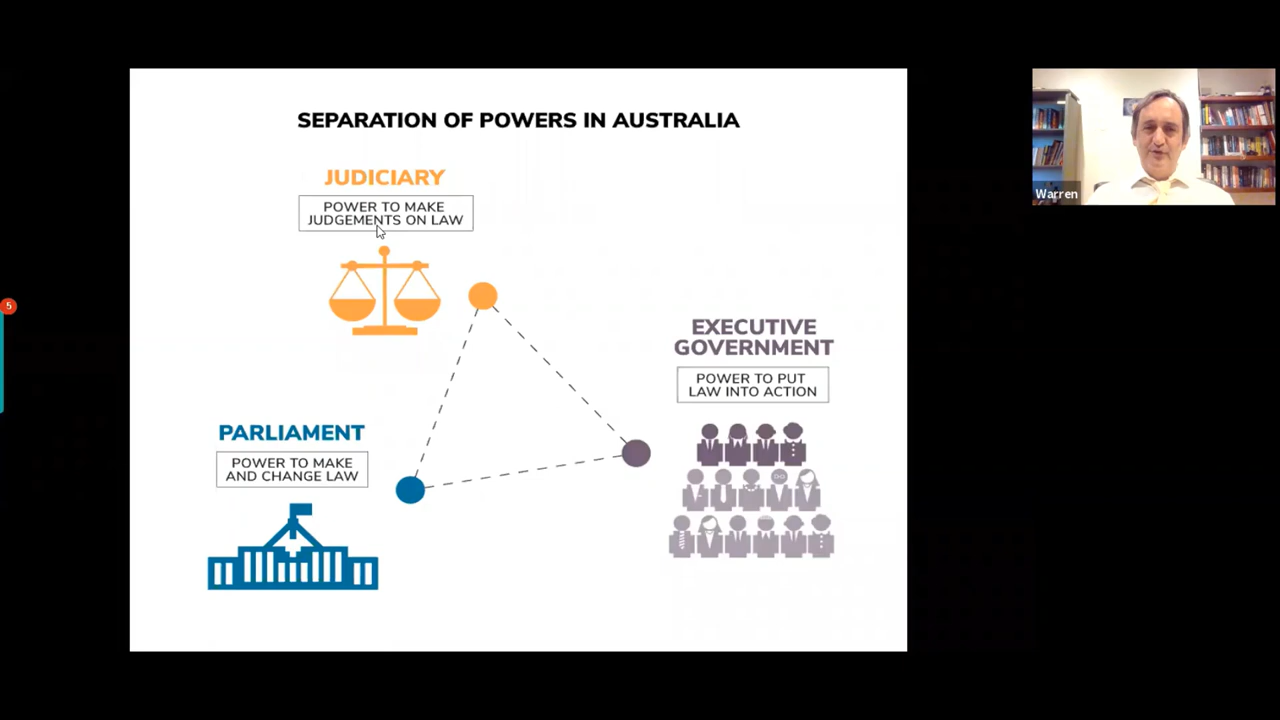 SEPARATION OF POWERS IN AUSTRALIA
JUDICIARY
POWER TO MAKE
JUDGEMENTS ON LAW
EXECUTIVE
GOVERNMENT
POWER TO PUT
LAW INTO ACTION
PARLIAMENT
POWER TO MAKE
AND CHANGE LAW
Warren
5